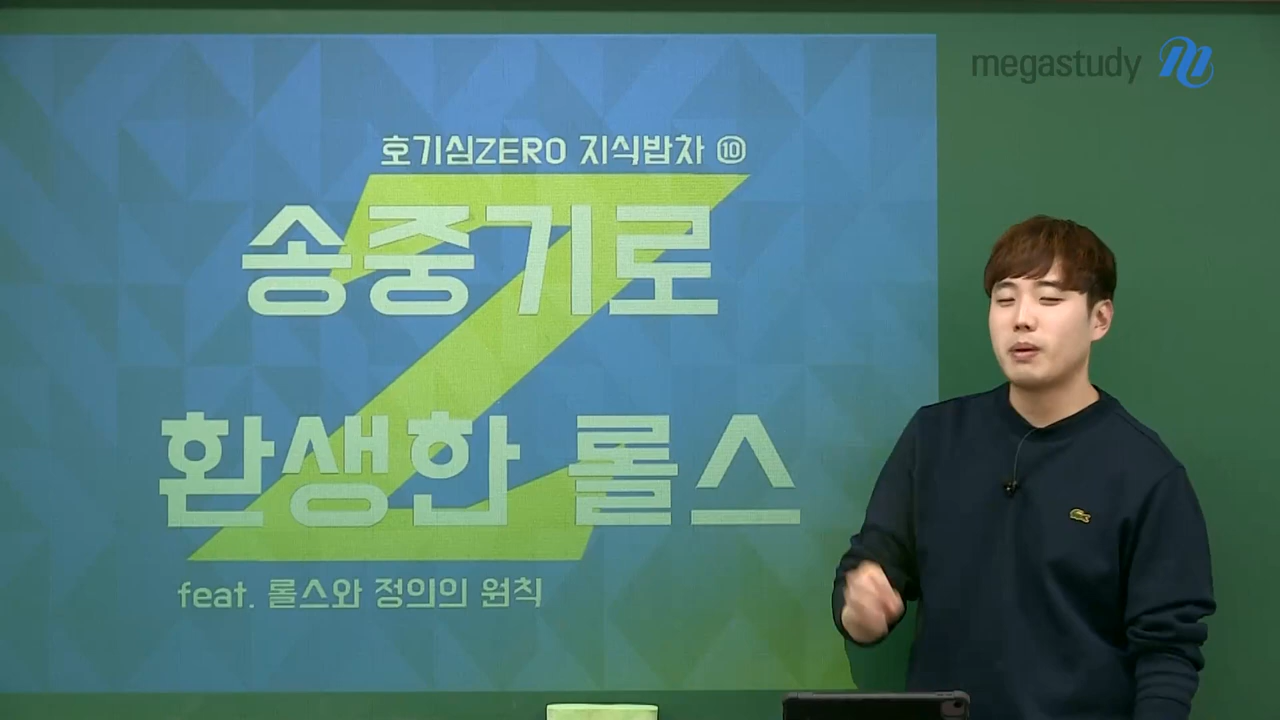 megastudy
호기심ZERO 지식밥차 ⑩
송중기로
환생한 롤스
feat. 롤스와 정의의 원칙